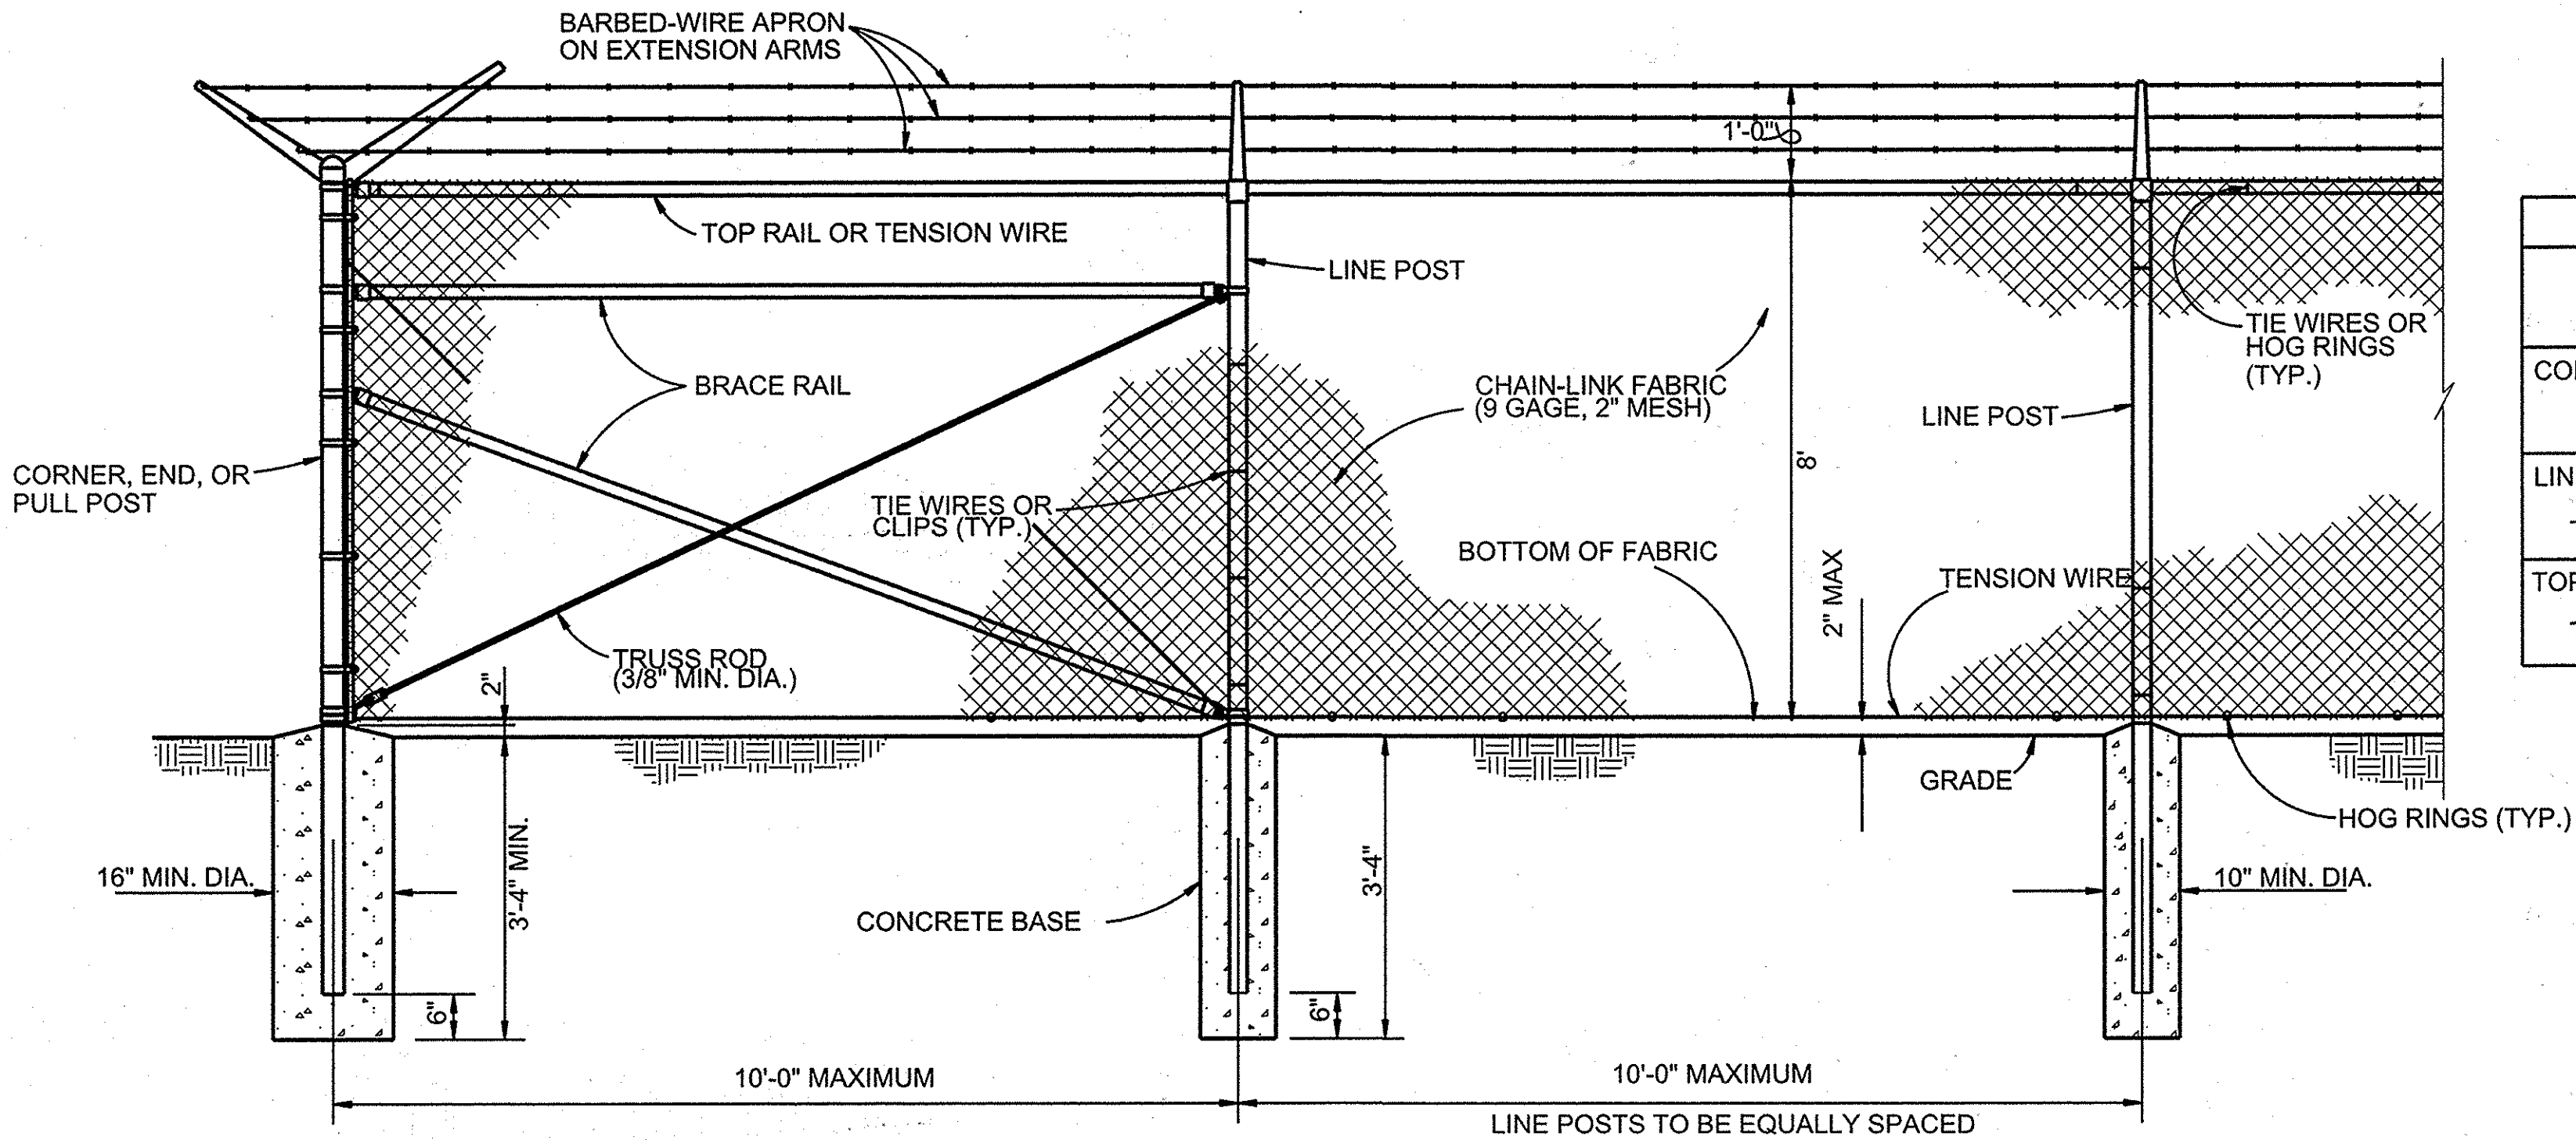 BARBED-WIRE APRON
ON EXTENSION ARMS
1'-0"
TOP RAIL OR TENSION WIRE
LINE POST
TIE WIRES OR
HOG RINGS
(TYP.)
BRACE RAIL
CHAIN-LINK FABRIC
(9 GAGE, 2" MESH)
LINE POST
CORNER, END, OR
PULL POST
8'
TIE WIRES OR
CLIPS (TYP.)
BOTTOM OF FABRIC
2" MAX
TENSION WIRE
TRUSS ROD
(3/8" MIN. DIA.)
2"
GRADE
HOG RINGS (TYP.)
16" MIN. DIA.
3'-4" MIN.
3'-4"
10" MIN. DIA.
CONCRETE BASE
6"
6"
10'-0" MAXIMUM
10'-0" MAXIMUM
LINE POSTS TO BE EQUALLY SPACED